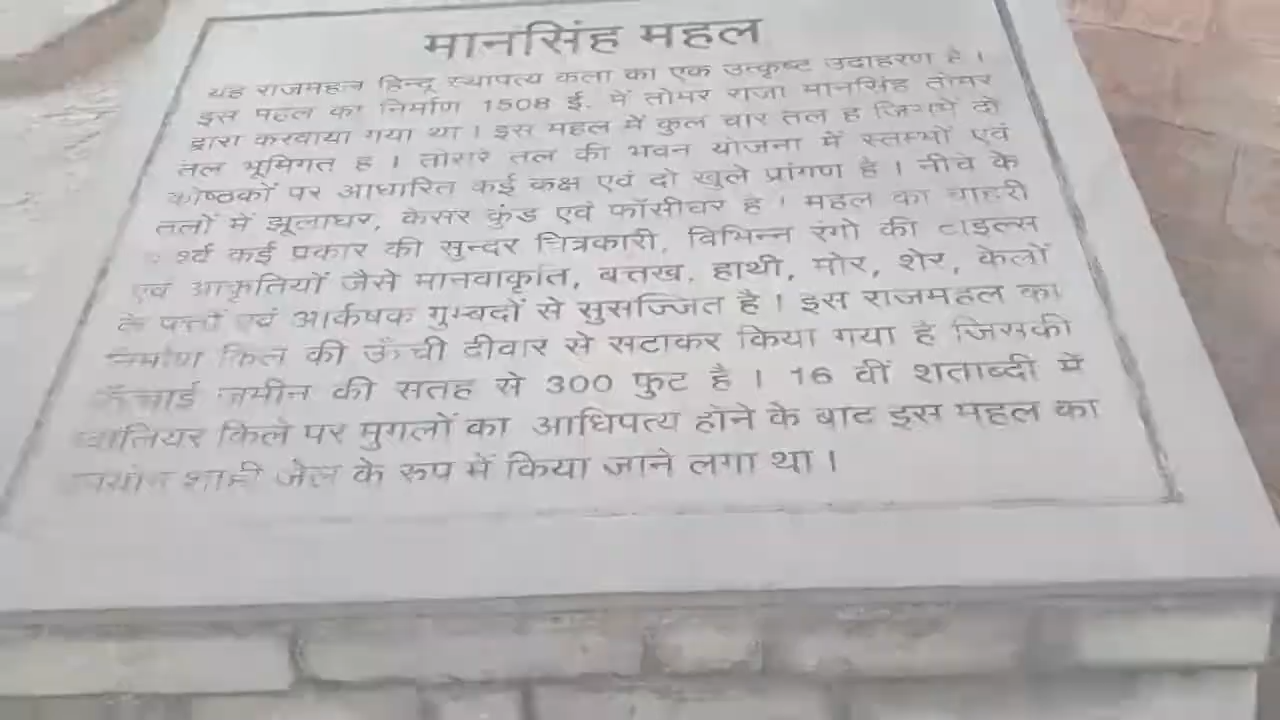 मानसिंह महल
यह राजमहल हिन्दू स्थापत्य कला का एक उत्कृष्ट उदाहरण है ।
इस महल का निर्माण 1508 ई. में तोमर राजा मानसिंह तोमर
द्वारा करवाया गया था । इस महल में कुल चार तल है जिसमें दो
तल भूमिगत है । तीसरे तल की भवन योजना में स्तम्भों एवं
कोष्ठकों पर आधारित कई कक्ष एवं दो खुले प्रांगण है । नीचे के
तलों में झूलाघर, केसर कुंड एवं फॉसीघर है । महल का बाहरी
कई प्रकार की सुन्दर चित्रकारी, विभिन्न रंगो की टाइल्स
एवं आकृतियों जैसे मानवाकृति, बत्तख, हाथी, मोर, शेर, केलों
के पत्तों एवं आर्कषक गुम्बदों से सुसज्जित है । इस राजमहल का
निर्माण किले की ऊँची दीवार से सटाकर किया गया है जिसकी
ऊँचाई जमीन की सतह से 300 फुट है । 16 वीं शताब्दी में
ग्वालियर किले पर मुगलों का आधिपत्य होने के बाद इस महल का
उपयोग शाही जेल के रुप में किया जाने लगा था ।